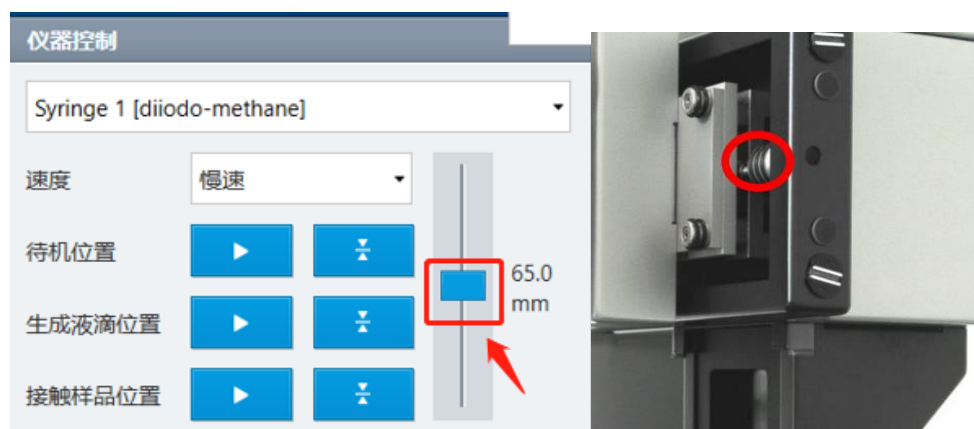 仪器控制
Syringe 1 [diiodo-methane]
速度 慢速
待机位置
65.0
mm
生成液滴位置
接触样品位置